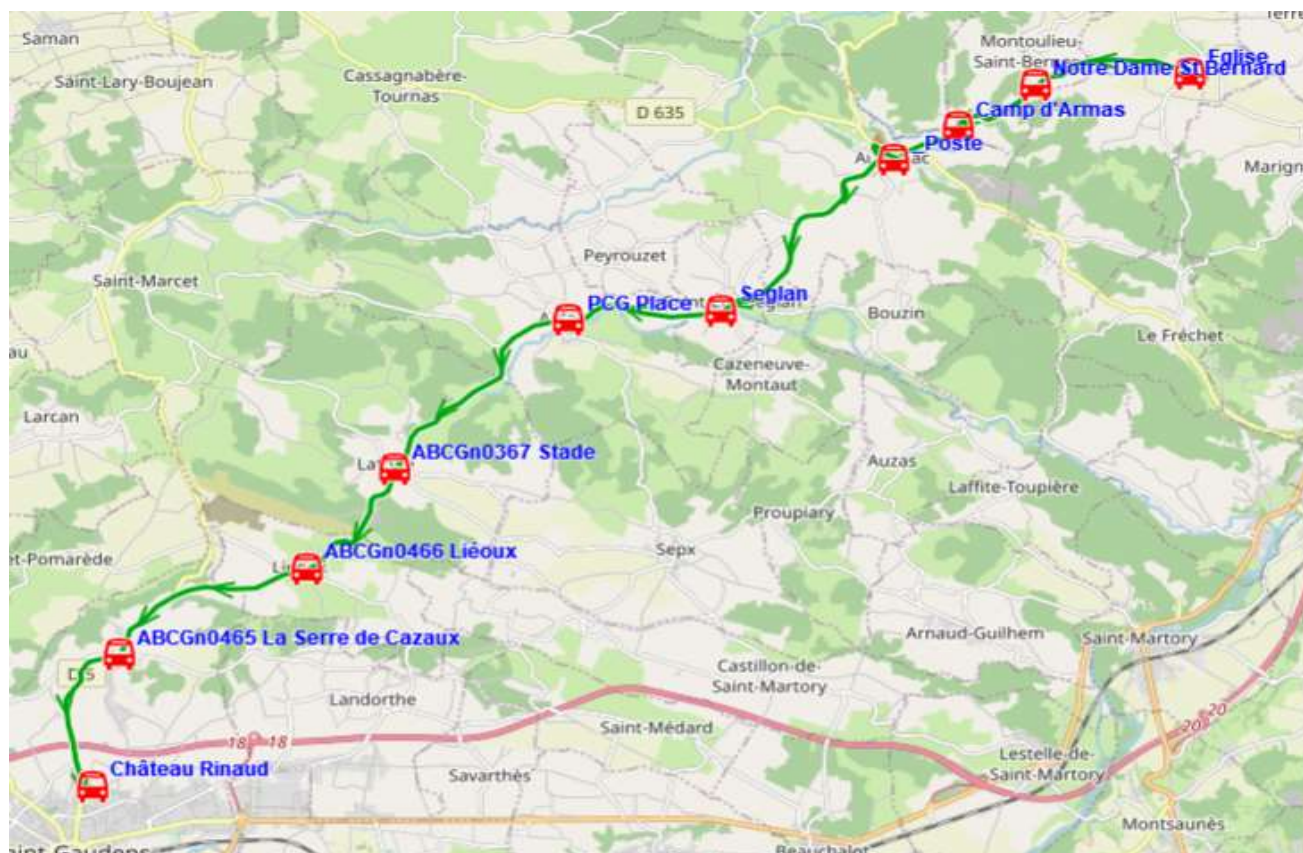 Saman
Saint-Lary-Boujean
Cassagnabère-
Tournas
D 635
Montoulieu-
Eglise
Notre Dame St Bernard
Camp d'Armas
Poste
Saint-Marcet
Peyrouzet
PCG Place
Seglan
Bouzin
Le Fréchet
Cazeneuve-
Montaut
Larcan
ABCGn0367 Stade
Auzas
Laffite-Toupière
Proupiary
ABCGn0466 Liéoux
Sepx
ABCGn0465 La Serre de Cazaux
Arnaud-Guilhem
Saint-Martory
Castillon-de-
Saint-Martory
Landorthe
Saint-Médard
18 18
20 20
Château Rinaud
Savarthès
Lestelle-de-
Saint-Martory
Montsaunès
Beauchalot